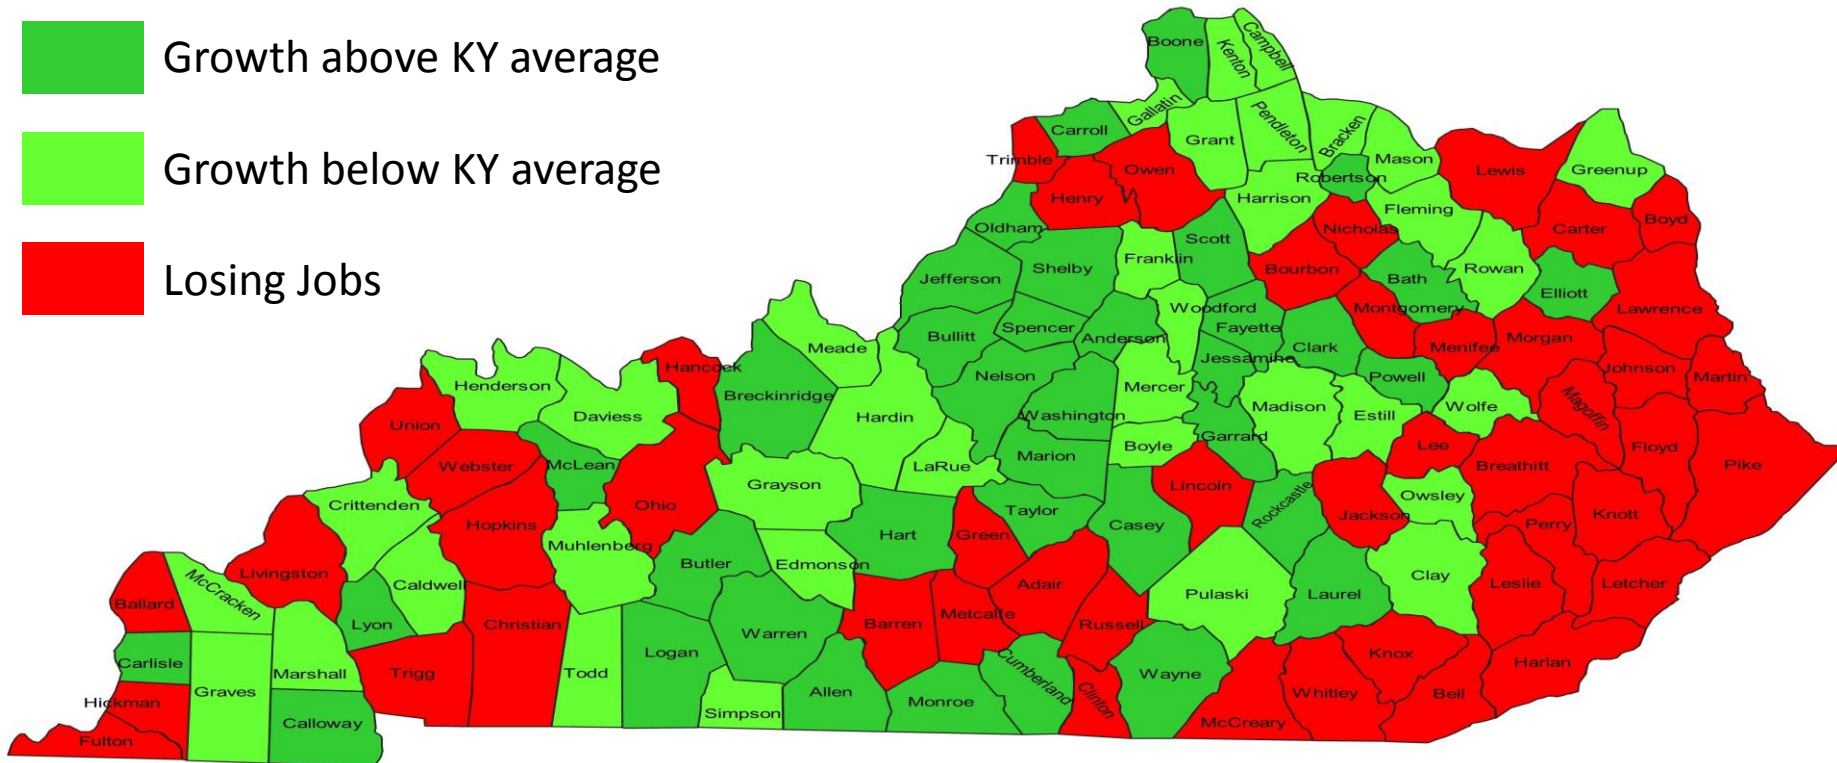 Growth above KY average
Growth below KY average
Losing Jobs
Boone
Kenton
Campbell
Gallatin
Carroll
Trimble
Owen
Grant
Pendleton
Bracken
Mason
Robertson
Lewis
Greenup
Henry
Harrison
Fleming
Nicholas
Carter
Boyd
Oldham
Scott
Franklin
Shelby
Jefferson
Bourbon
Bath
Rowan
Elliott
Lawrence
Woodford
Montgomery
Spencer
Bullitt
Anderson
Fayette
Clark
Menifee
Morgan
Meade
Hancock
Jessamine
Johnson
Martin
Powell
Nelson
Henderson
Breckinridge
Mercer
Magoffin
Daviess
Hardin
Washington
Madison
Estill
Wolfe
Union
Garrard
Boyle
Lee
Floyd
Pike
Webster
McLean
LaRue
Marion
Breathitt
Grayson
Lincoln
Owsley
Crittenden
Ohio
Taylor
Rockcastle
Jackson
Knott
Hopkins
Casey
Perry
Hart
Green
Muhlenberg
Butler
Edmonson
Livingston
Caldwell
Adair
Clay
Leslie
Letcher
McCracken
Ballard
Pulaski
Laurel
Lyon
Christian
Warren
Barren
Metcalfe
Russell
Carlisle
Marshall
Trigg
Todd
Logan
Cumberland
Wayne
Knox
Harlan
Graves
Allen
Monroe
Clinton
Whitley
Bell
Hickman
Calloway
Simpson
McCreary
Fulton